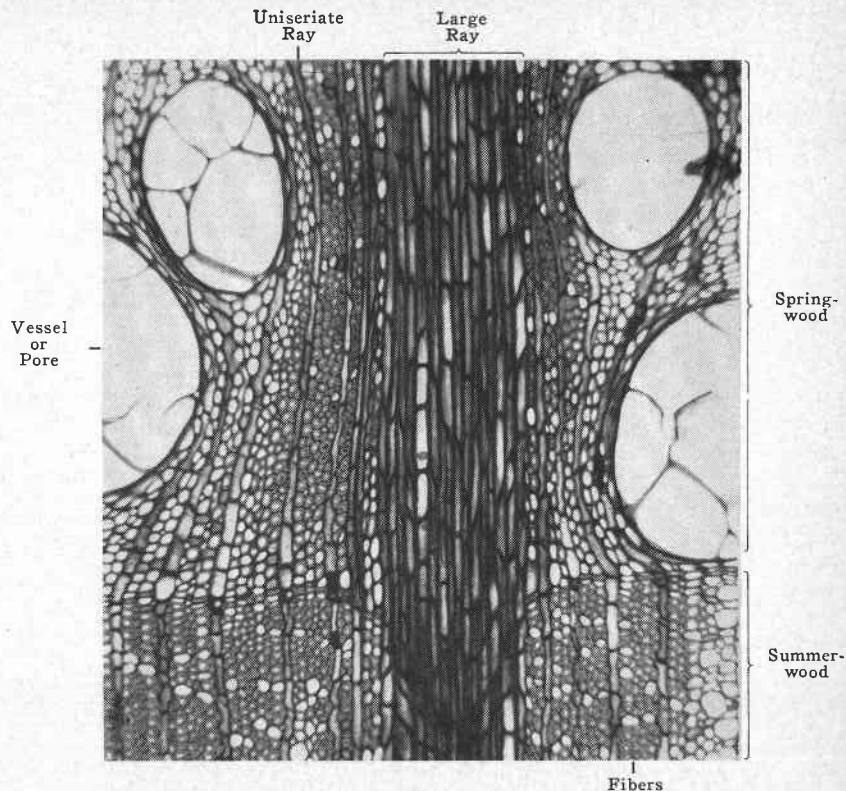 Uniseriate
Ray
Large
Ray
Vessel
or
Pore
Spring-
wood
Summer-
wood
Fibers